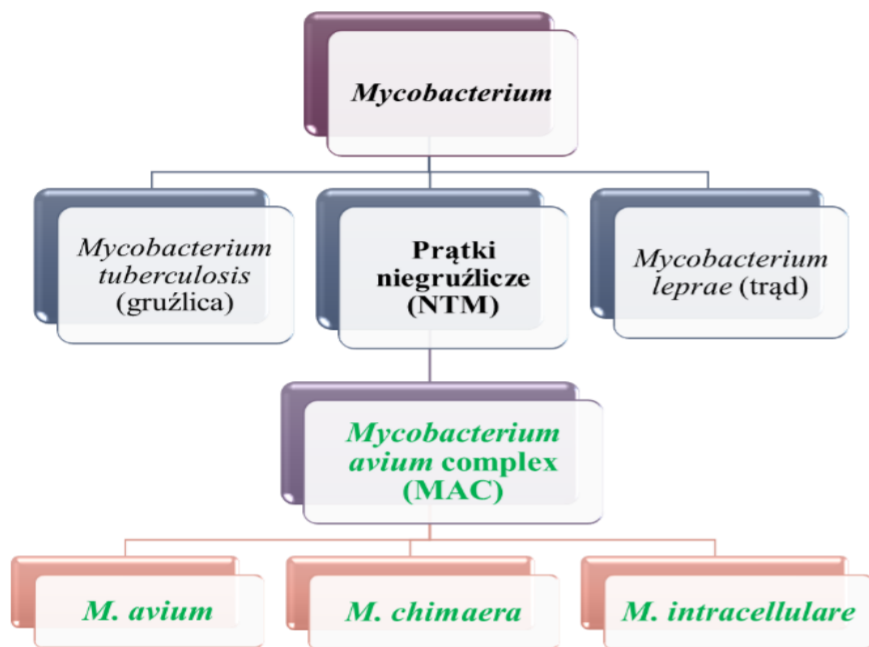 Mycobacterium
Mycobacterium
tuberculosis
(gruźlica)
Prątki
niegruźlicze
(NTM)
Mycobacterium
leprae (trąd)
Mycobacterium
avium complex
(MAC)
M. avium
M. chimaera
M. intracellulare